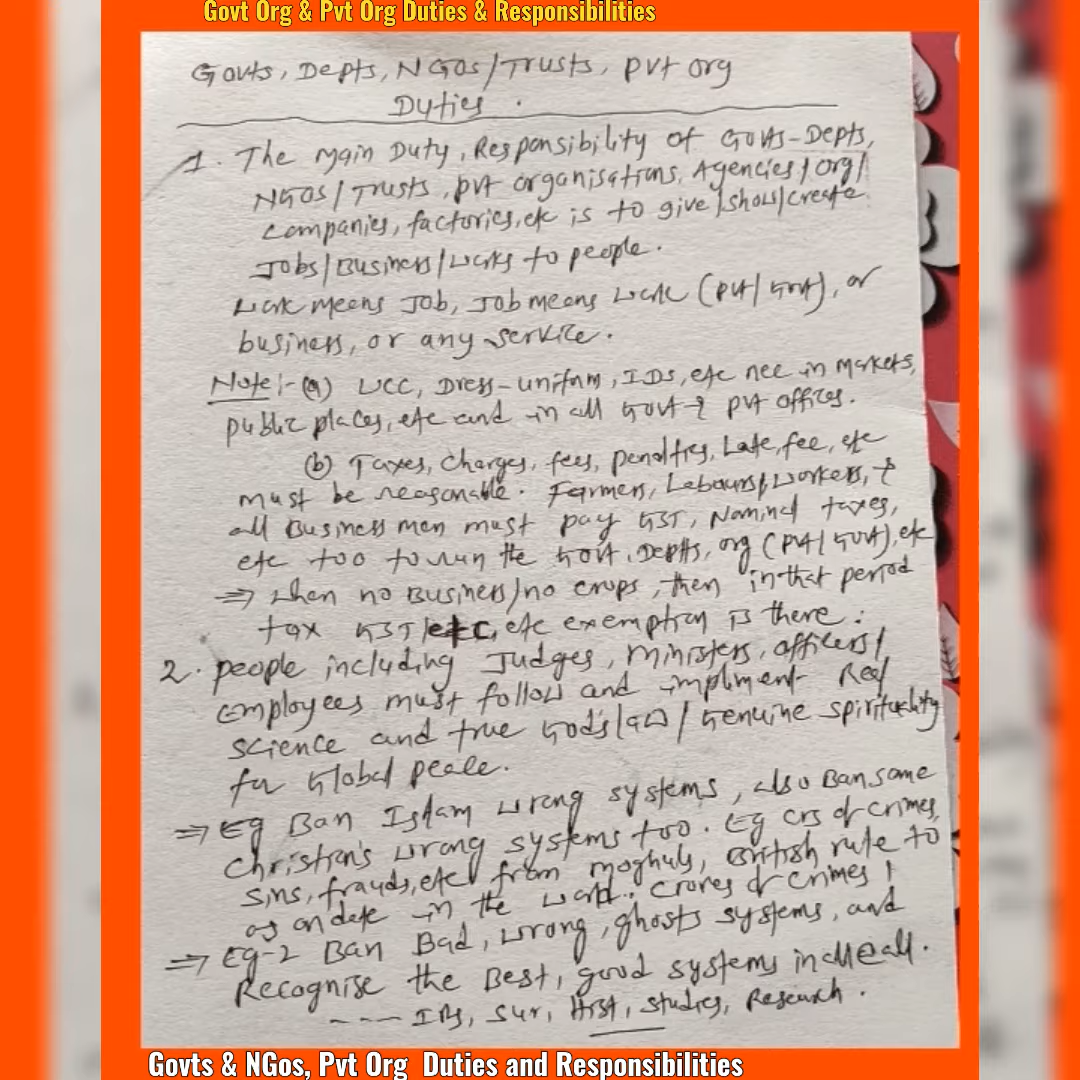 Govt Org & Pvt Org Duties & Responsibilities
Govts, Depts, NGOs/Trusts, pvt org
Duties.
1. The main Duty, Responsibility of Govts-Depts,
NGOs/Trusts, pvt organisations, Agencies/org/
companies, factories, etc is to give/show/create
Jobs/Business/works to people.
work means Job, Job means work (pvt/govt), or
business, or any service.
Note:- (a) UCC, Dress-uniform, IDs, etc nec in markets,
public places, etc and in all govt & pvt offices.
(b) Taxes, charges, fees, penalties, Late fee, etc
must be reasonable. Farmers, Labours/workers, &
all Business men must pay GST, Nominal taxes,
etc too to run the Govt, Deptts, org (pvt/Govt), etc
⇒ when no Business/no crops, then in that period
tax GST/etc, etc exemption is there.
2. people including Judges, ministers, officers/
employees must follow and impliment Real
science and true God's law/Genuine spirituality
for Global peace.
⇒ Eg Ban Islam wrong systems, also Ban some
christian's wrong systems too. Eg crs of crimes,
sins, frauds, etc from moghuls, British rule to
as on date in the world. crores of crimes!
⇒ Eg-2 Ban Bad, wrong, ghosts systems, and
Recognise the Best, good systems in all@all.
---- IBs, sur, Hist, studies, Research.
Govts & NGos, Pvt Org Duties and Responsibilities